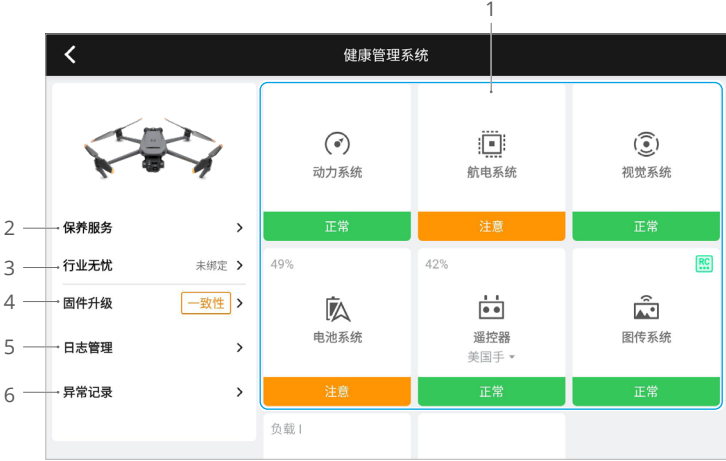 1
健康管理系统
动力系统
航电系统
视觉系统
正常
注意
正常
2
保养服务
3
行业无忧 未绑定
4
固件升级 一致性
5
日志管理
6
异常记录
49%
42%
RC
电池系统
遥控器
美国手
图传系统
注意
正常
正常
负载 I